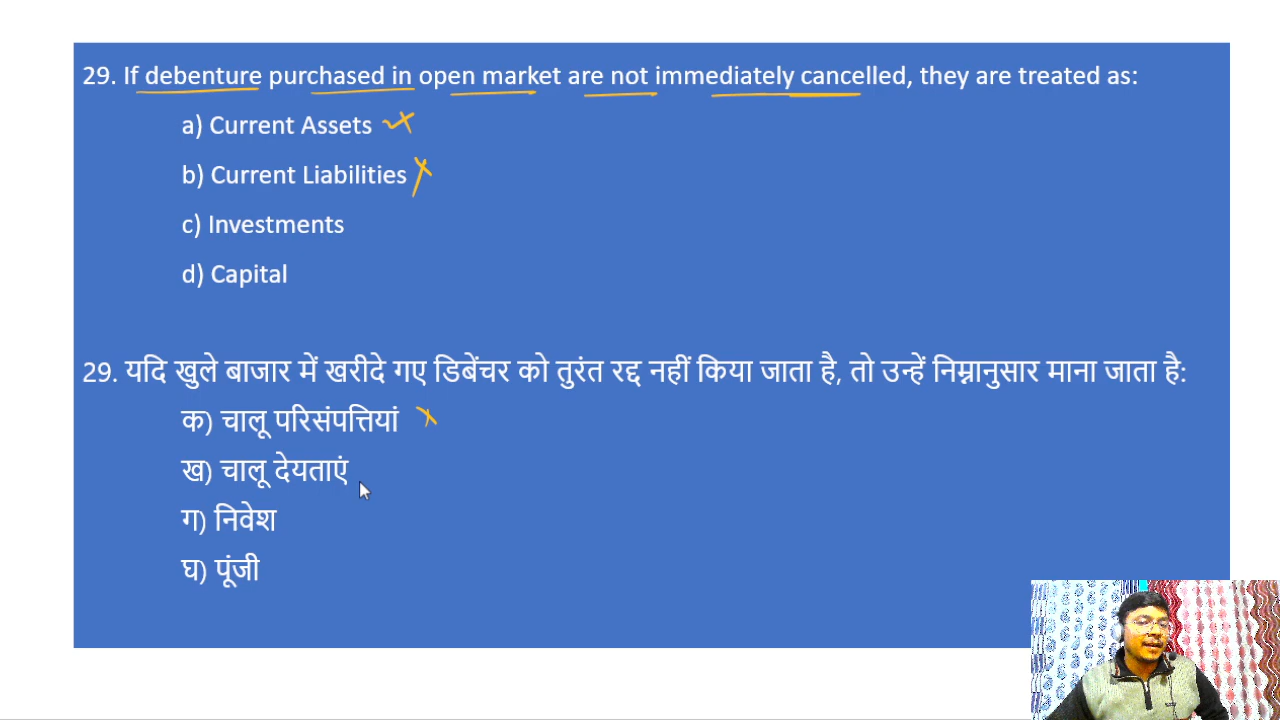 29. If debenture purchased in open market are not immediately cancelled, they are treated as:
a) Current Assets
b) Current Liabilities
c) Investments
d) Capital
29. यदि खुले बाजार में खरीदे गए डिबेंचर को तुरंत रद्द नहीं किया जाता है, तो उन्हें निम्नानुसार माना जाता है:
क) चालू परिसंपत्तियां
ख) चालू देयताएं
ग) निवेश
घ) पूंजी